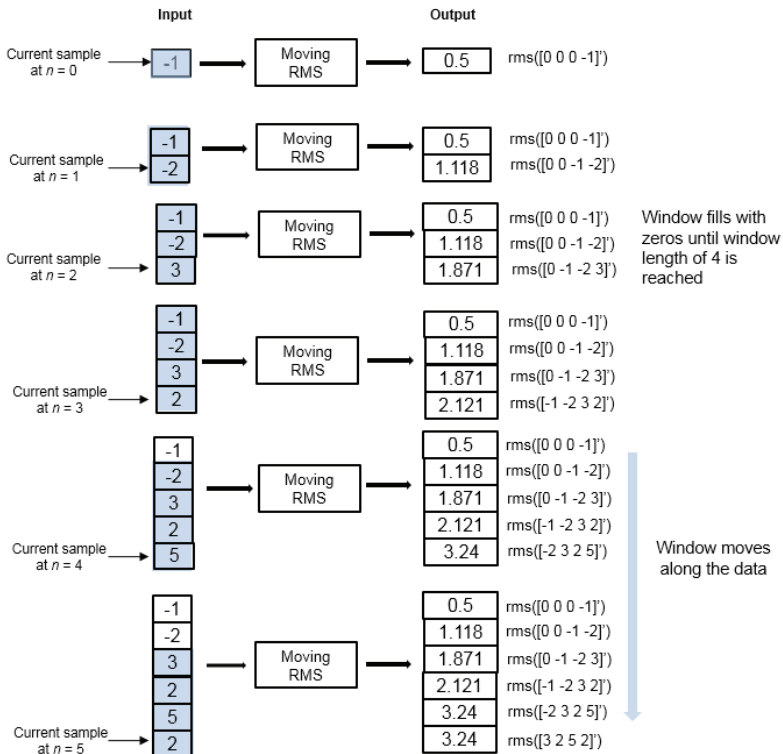 Input Output
Current sample
at n = 0
-1
Moving
RMS
0.5 rms([0 0 0 -1]')
Current sample
at n = 1
-1
-2
Moving
RMS
0.5 rms([0 0 0 -1]')
1.118 rms([0 0 -1 -2]')
Current sample
at n = 2
-1
-2
3
Moving
RMS
0.5 rms([0 0 0 -1]')
1.118 rms([0 0 -1 -2]')
1.871 rms([0 -1 -2 3]')
Window fills with
zeros until window
length of 4 is
reached
Current sample
at n = 3
-1
-2
3
2
Moving
RMS
0.5 rms([0 0 0 -1]')
1.118 rms([0 0 -1 -2]')
1.871 rms([0 -1 -2 3]')
2.121 rms([-1 -2 3 2]')
Current sample
at n = 4
-1
-2
3
2
5
Moving
RMS
0.5 rms([0 0 0 -1]')
1.118 rms([0 0 -1 -2]')
1.871 rms([0 -1 -2 3]')
2.121 rms([-1 -2 3 2]')
3.24 rms([-2 3 2 5]')
Window moves
along the data
Current sample
at n = 5
-1
-2
3
2
5
2
Moving
RMS
0.5 rms([0 0 0 -1]')
1.118 rms([0 0 -1 -2]')
1.871 rms([0 -1 -2 3]')
2.121 rms([-1 -2 3 2]')
3.24 rms([-2 3 2 5]')
3.24 rms([3 2 5 2]')